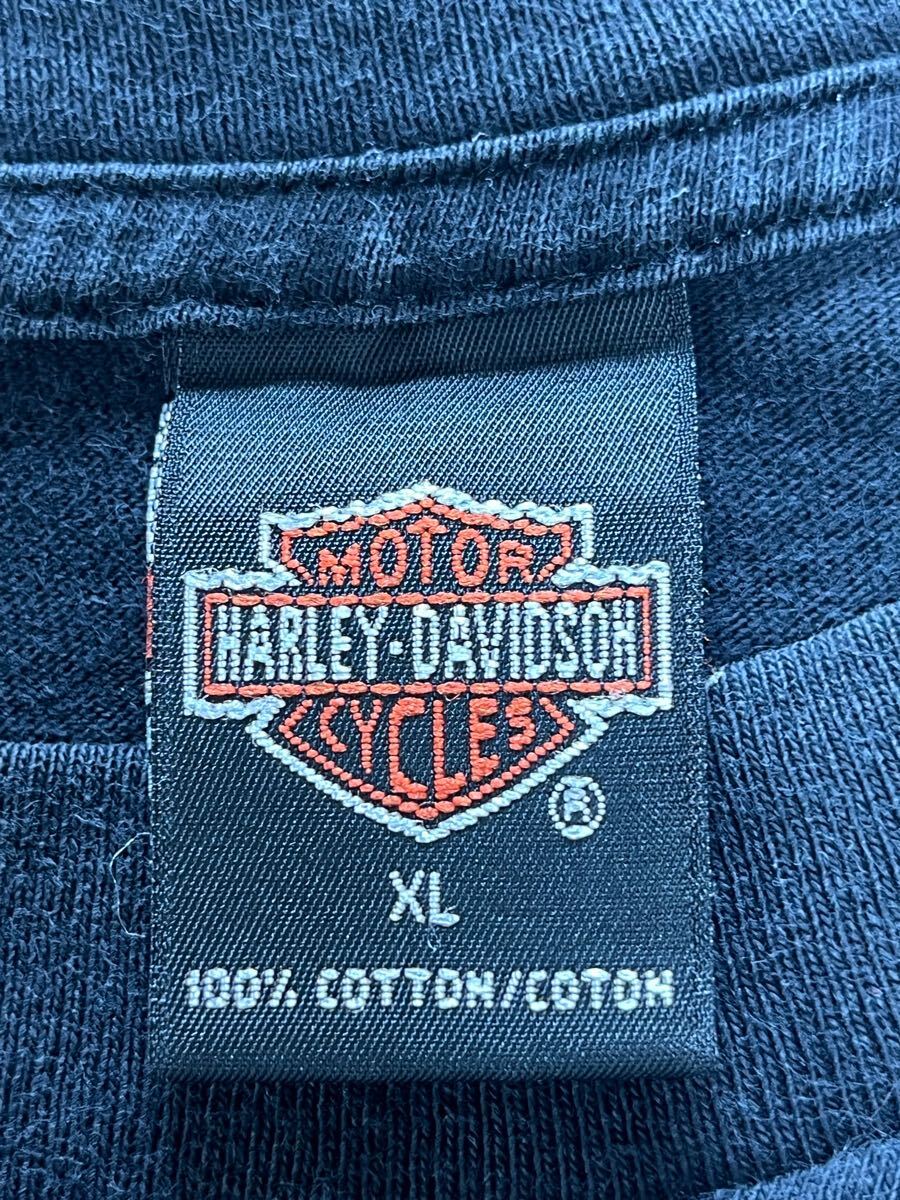 MOTOR
HARLEY-DAVIDSON
CYCLES
®
XL
100% COTTON/COTON